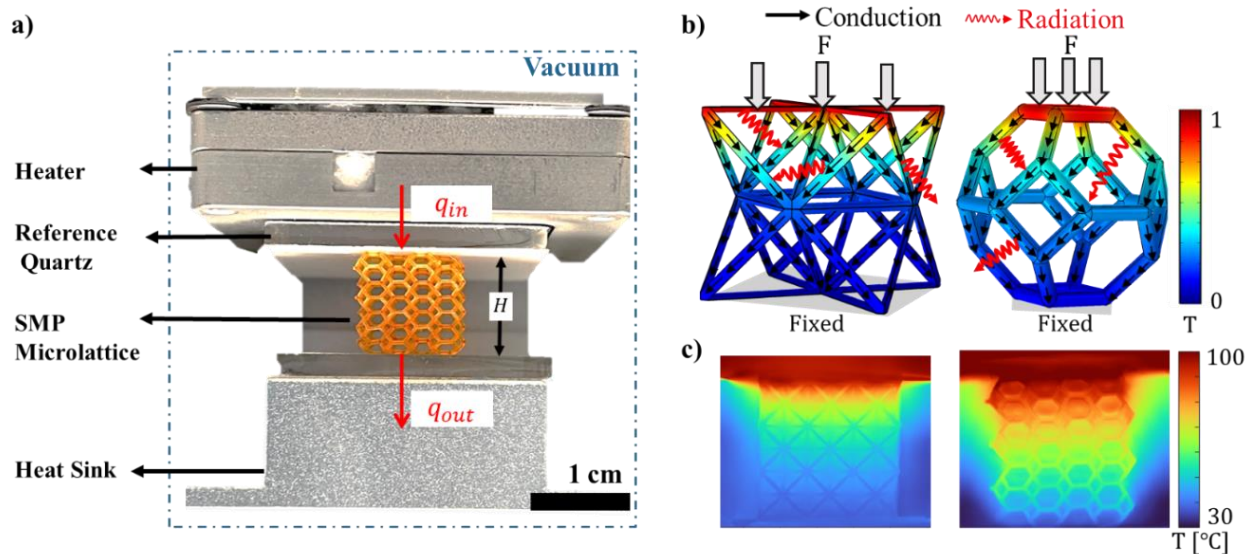 a)
Vacuum
Heater
q_in
Reference
Quartz
H
SMP
Microlattice
q_out
Heat Sink
1 cm
b)
Conduction
Radiation
F
F
1
0
T
Fixed
Fixed
c)
100
30
T [°C]